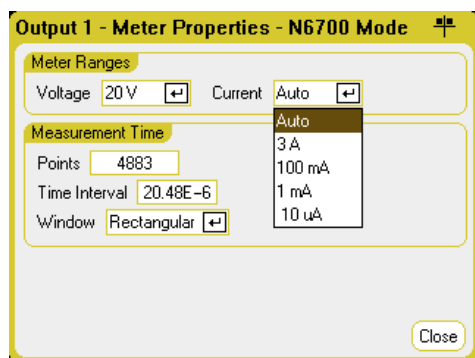 Output 1 - Meter Properties - N6700 Mode
Meter Ranges
Voltage 20 V Current Auto
Auto
3 A
100 mA
1 mA
10 uA
Measurement Time
Points 4883
Time Interval 20.48E-6
Window Rectangular
Close